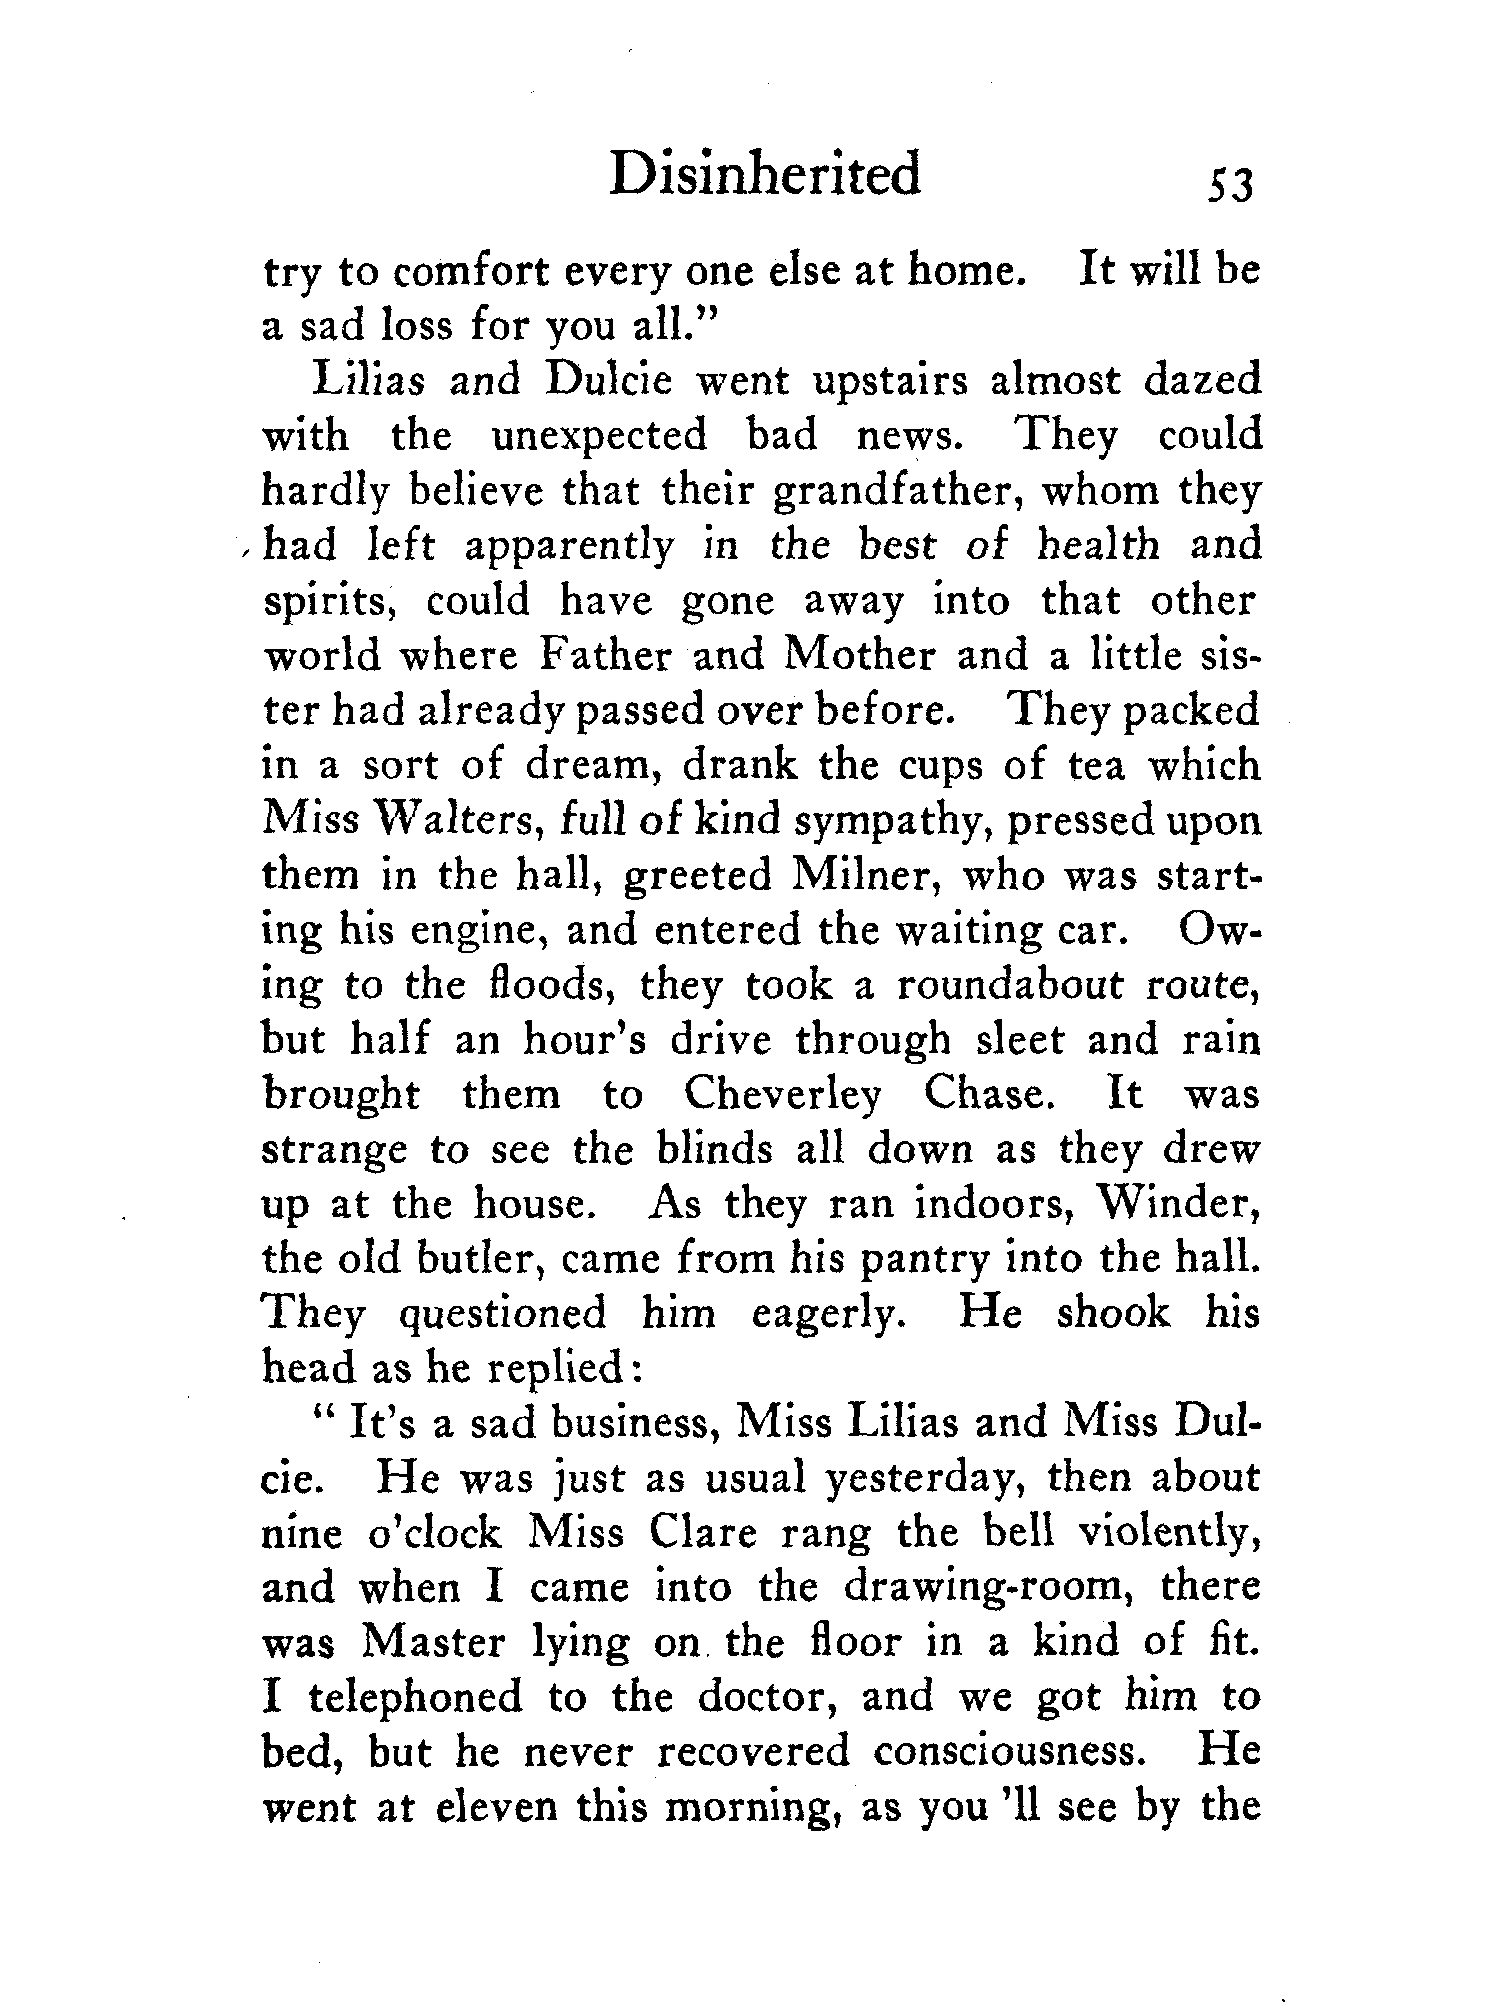 Disinherited 53
try to comfort every one else at home. It will be
a sad loss for you all.”
Lilias and Dulcie went upstairs almost dazed
with the unexpected bad news. They could
hardly believe that their grandfather, whom they
had left apparently in the best of health and
spirits, could have gone away into that other
world where Father and Mother and a little sis-
ter had already passed over before. They packed
in a sort of dream, drank the cups of tea which
Miss Walters, full of kind sympathy, pressed upon
them in the hall, greeted Milner, who was start-
ing his engine, and entered the waiting car. Ow-
ing to the floods, they took a roundabout route,
but half an hour's drive through sleet and rain
brought them to Cheverley Chase. It was
strange to see the blinds all down as they drew
up at the house. As they ran indoors, Winder,
the old butler, came from his pantry into the hall.
They questioned him eagerly. He shook his
head as he replied:
“ It's a sad business, Miss Lilias and Miss Dul-
cie. He was just as usual yesterday, then about
nine o'clock Miss Clare rang the bell violently,
and when I came into the drawing-room, there
was Master lying on the floor in a kind of fit.
I telephoned to the doctor, and we got him to
bed, but he never recovered consciousness. He
went at eleven this morning, as you 'll see by the